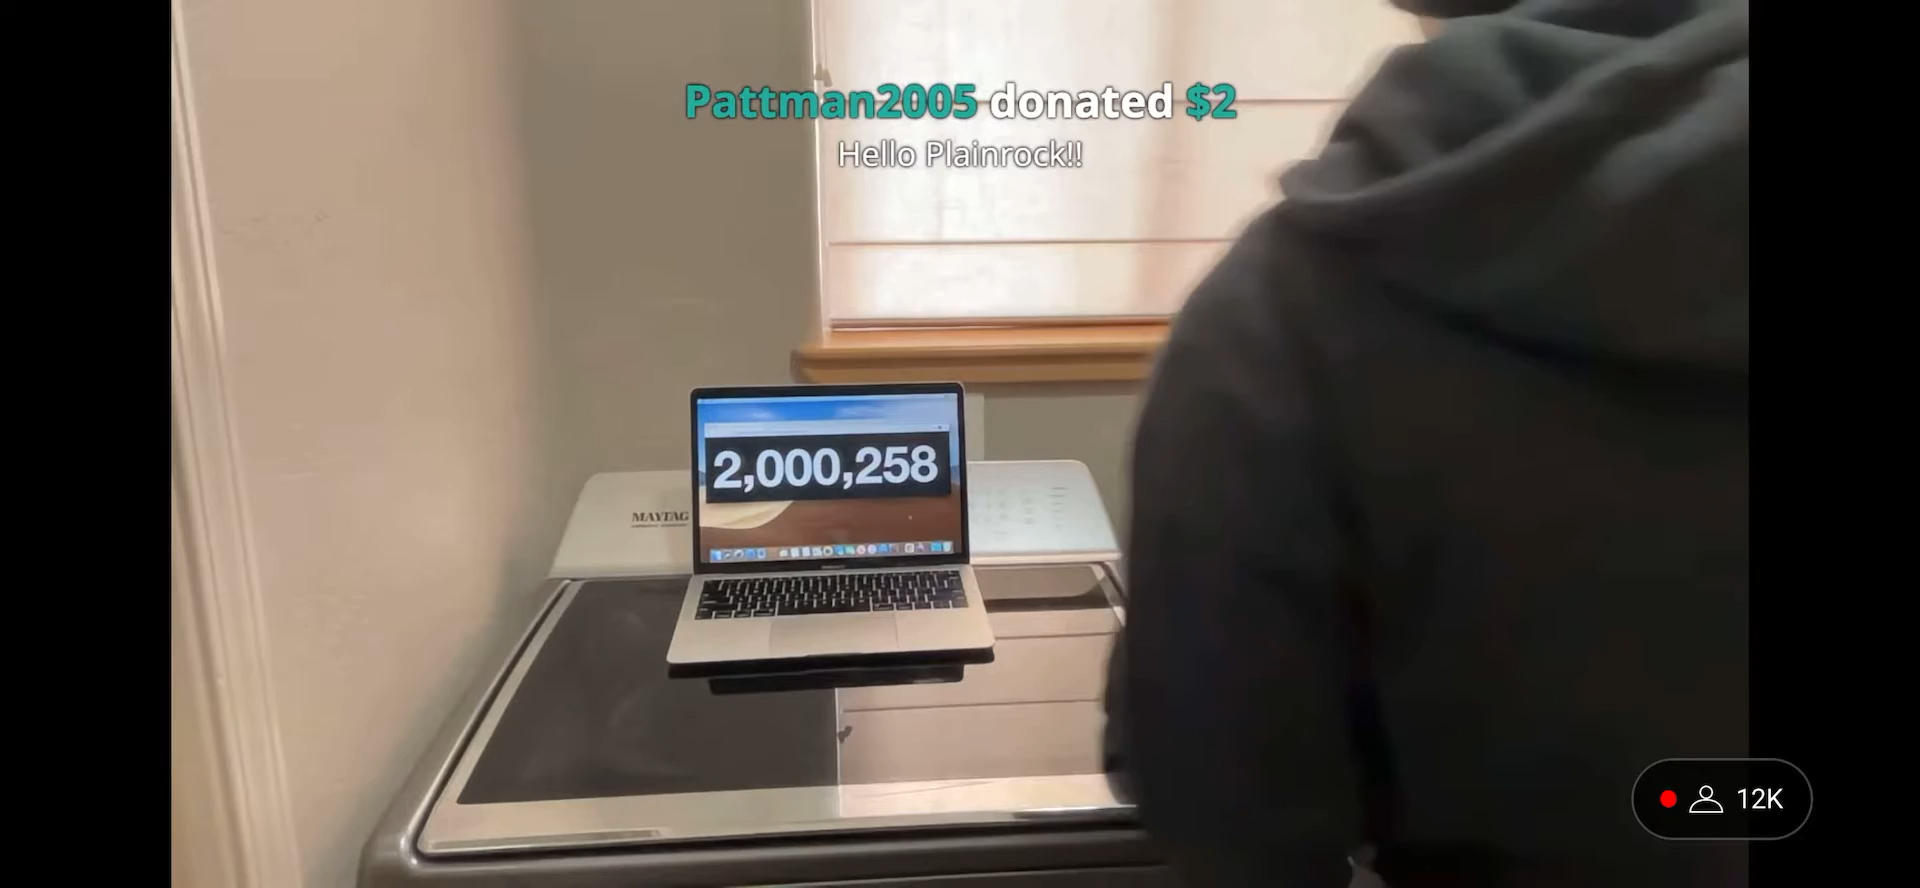 Pattman2005 donated $2
Hello Plainrock!!
2,000,258
MAYTAG
12K